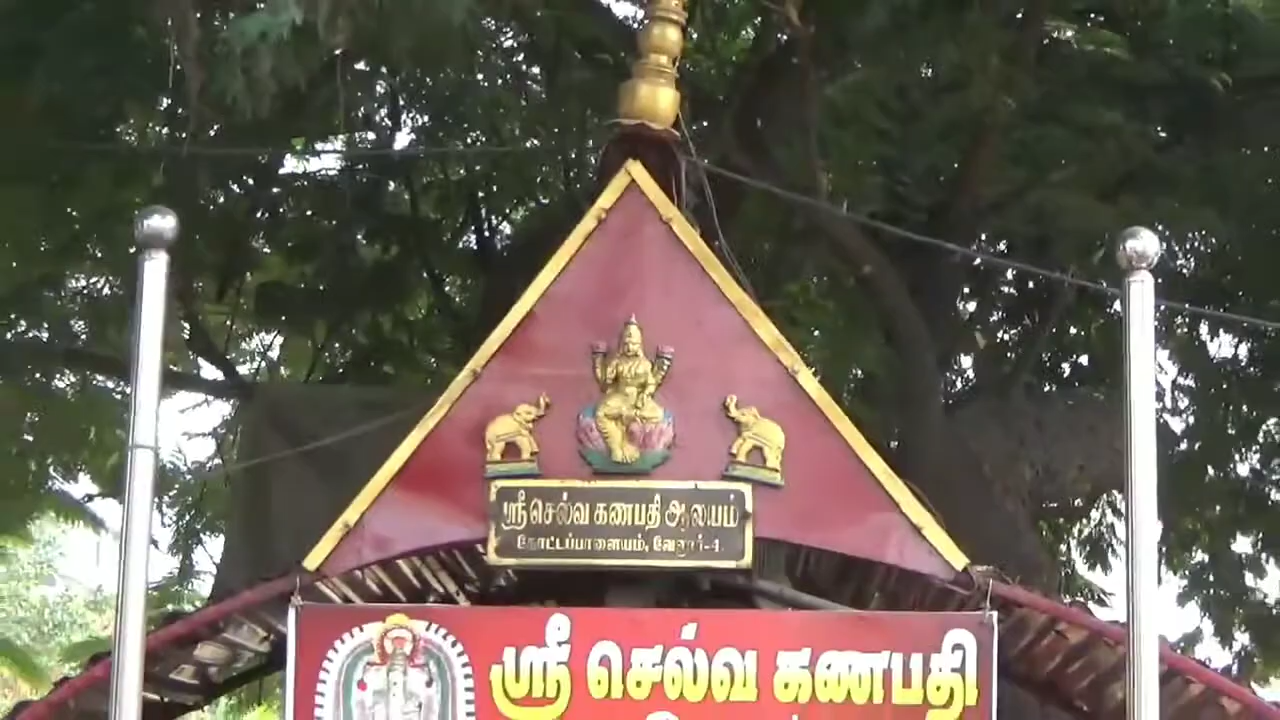 ஸ்ரீ செல்வ கணபதி ஆலயம்
தோட்டப்பாளையம், வேலூர்-4.
ஸ்ரீ செல்வ கணபதி